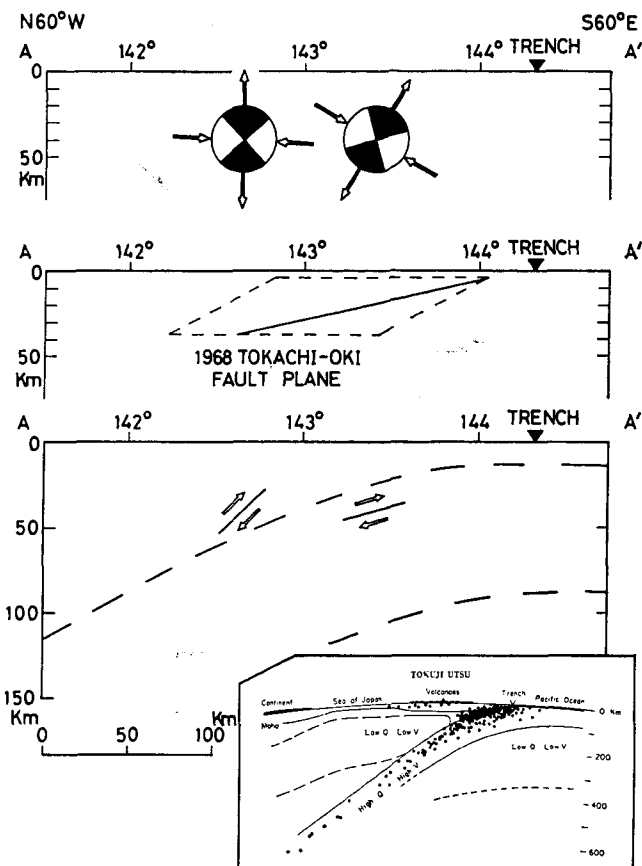 N60°W S60°E
A 142° 143° 144° TRENCH A'
0
50
Km
A 142° 143° 144° TRENCH A'
0
50
Km
1968 TOKACHI-OKI
FAULT PLANE
A 142° 143° 144 TRENCH A'
0
50
100
150
Km
0 50 100
TOKUJI UTSU
Continent Sea of Japan Volcanoes Trench Pacific Ocean
0 Km
Moho
Low Q Low V
Low Q Low V
High Q High V
200
400
600